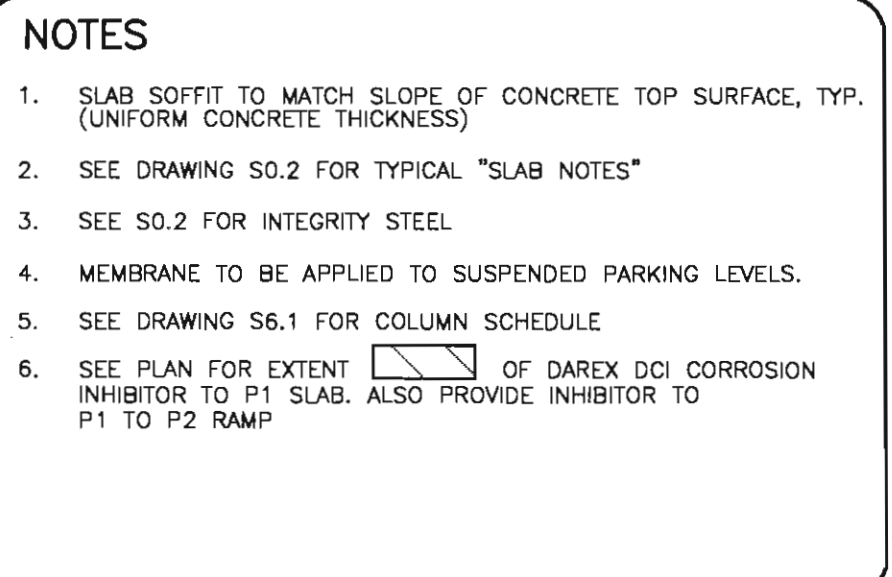 NOTES
1. SLAB SOFFIT TO MATCH SLOPE OF CONCRETE TOP SURFACE, TYP.
(UNIFORM CONCRETE THICKNESS)
2. SEE DRAWING S0.2 FOR TYPICAL "SLAB NOTES"
3. SEE S0.2 FOR INTEGRITY STEEL
4. MEMBRANE TO BE APPLIED TO SUSPENDED PARKING LEVELS.
5. SEE DRAWING S6.1 FOR COLUMN SCHEDULE
6. SEE PLAN FOR EXTENT OF DAREX DCI CORROSION
INHIBITOR TO P1 SLAB. ALSO PROVIDE INHIBITOR TO
P1 TO P2 RAMP